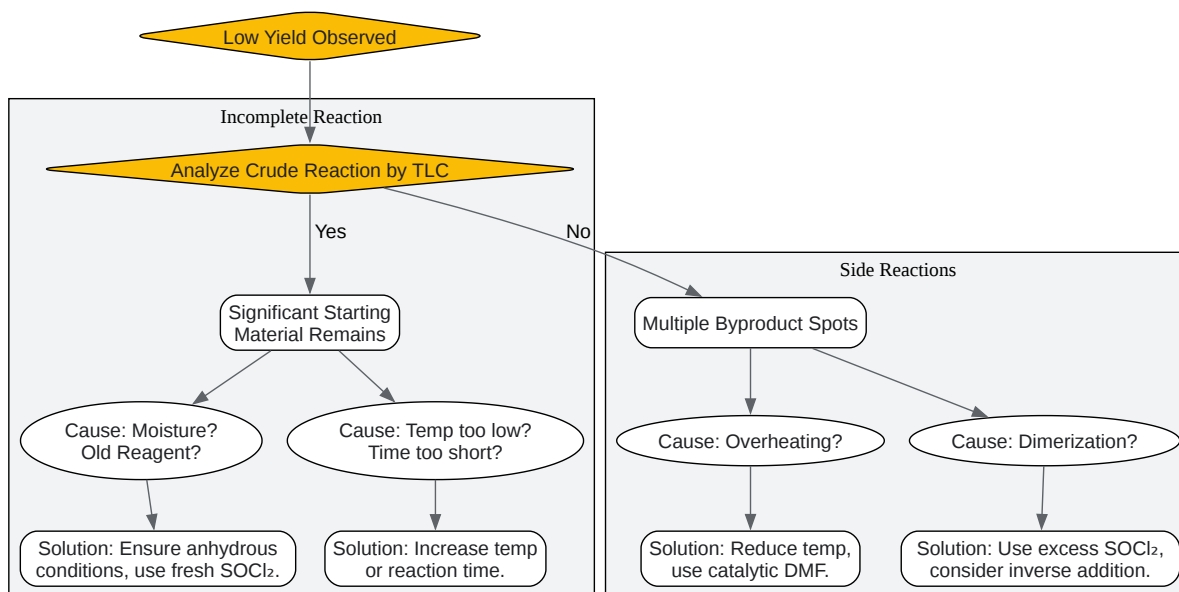 Low Yield Observed
Incomplete Reaction
Analyze Crude Reaction by TLC
Yes
No
Side Reactions
Significant Starting
Material Remains
Multiple Byproduct Spots
Cause: Moisture?
Old Reagent?
Cause: Temp too low?
Time too short?
Cause: Overheating?
Cause: Dimerization?
Solution: Ensure anhydrous
conditions, use fresh SOCl₂.
Solution: Increase temp
or reaction time.
Solution: Reduce temp,
use catalytic DMF.
Solution: Use excess SOCl₂,
consider inverse addition.